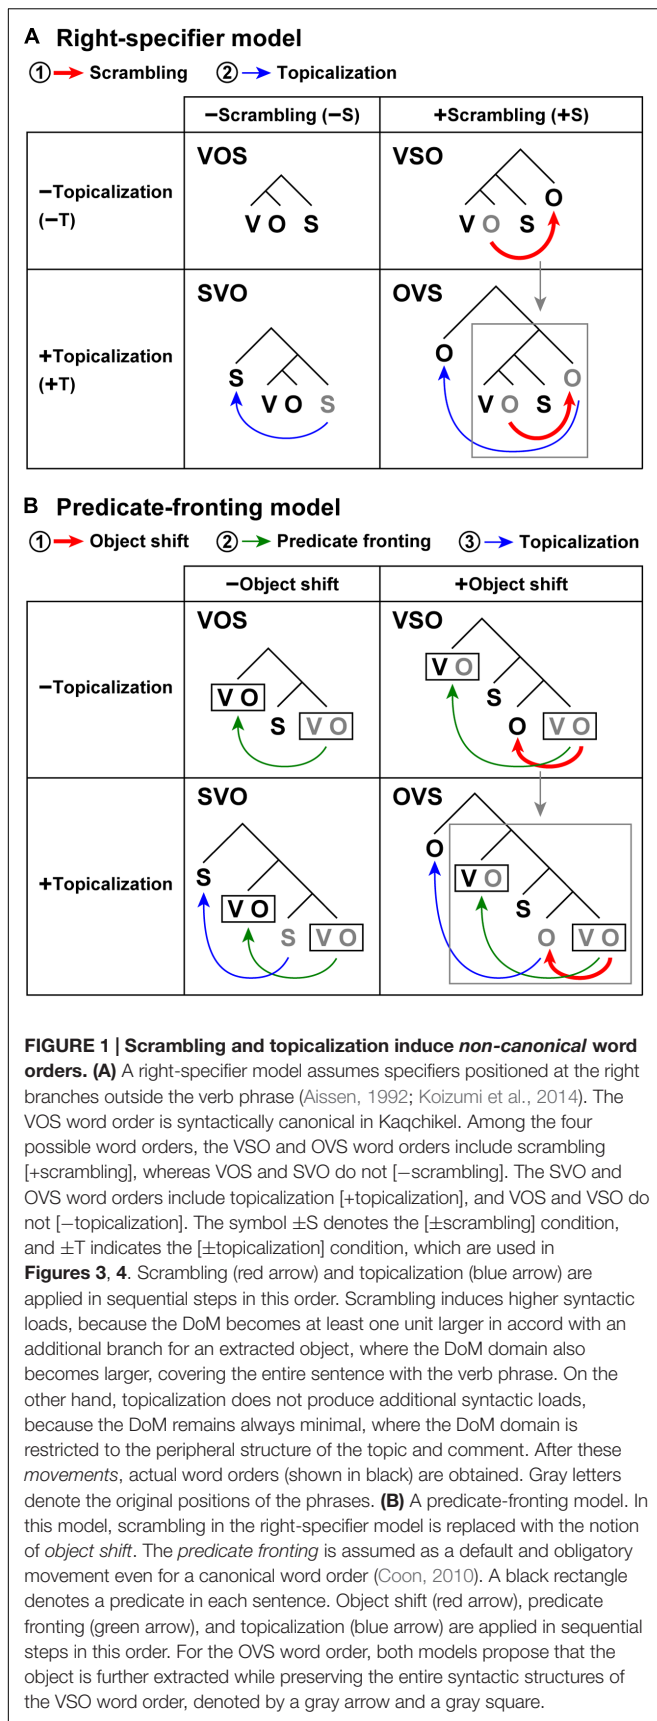 A Right-specifier model
① Scrambling ② Topicalization
−Scrambling (−S) +Scrambling (+S)
−Topicalization
(−T)
VOS
V O S
VSO
O
V O S
+Topicalization
(+T)
SVO
S
V O S
OVS
O
O
V O S
B Predicate-fronting model
① Object shift ② Predicate fronting ③ Topicalization
−Object shift +Object shift
−Topicalization
VOS
V O
S V O
VSO
V O
S
O V O
+Topicalization
SVO
S
V O
S V O
OVS
O
V O
S
O V O
FIGURE 1 | Scrambling and topicalization induce non-canonical word
orders. (A) A right-specifier model assumes specifiers positioned at the right
branches outside the verb phrase (Aissen, 1992; Koizumi et al., 2014). The
VOS word order is syntactically canonical in Kaqchikel. Among the four
possible word orders, the VSO and OVS word orders include scrambling
[+scrambling], whereas VOS and SVO do not [−scrambling]. The SVO and
OVS word orders include topicalization [+topicalization], and VOS and VSO do
not [−topicalization]. The symbol ±S denotes the [±scrambling] condition,
and ±T indicates the [±topicalization] condition, which are used in
Figures 3, 4. Scrambling (red arrow) and topicalization (blue arrow) are
applied in sequential steps in this order. Scrambling induces higher syntactic
loads, because the DoM becomes at least one unit larger in accord with an
additional branch for an extracted object, where the DoM domain also
becomes larger, covering the entire sentence with the verb phrase. On the
other hand, topicalization does not produce additional syntactic loads,
because the DoM remains always minimal, where the DoM domain is
restricted to the peripheral structure of the topic and comment. After these
movements, actual word orders (shown in black) are obtained. Gray letters
denote the original positions of the phrases. (B) A predicate-fronting model. In
this model, scrambling in the right-specifier model is replaced with the notion
of object shift. The predicate fronting is assumed as a default and obligatory
movement even for a canonical word order (Coon, 2010). A black rectangle
denotes a predicate in each sentence. Object shift (red arrow), predicate
fronting (green arrow), and topicalization (blue arrow) are applied in sequential
steps in this order. For the OVS word order, both models propose that the
object is further extracted while preserving the entire syntactic structures of
the VSO word order, denoted by a gray arrow and a gray square.